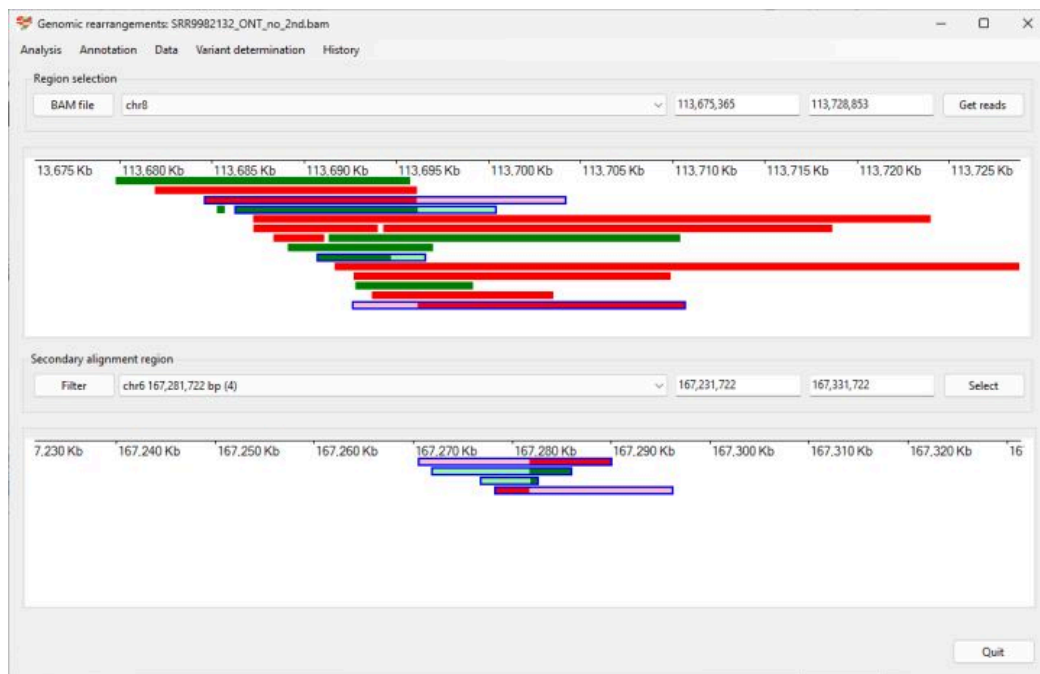 Genomic rearrangements: SRR9982132_ONT_no_2nd.bam
Analysis Annotation Data Variant determination History
Region selection
BAM file chr8 113,675,365 113,728,853 Get reads
13,675 Kb 113,680 Kb 113,685 Kb 113,690 Kb 113,695 Kb 113,700 Kb 113,705 Kb 113,710 Kb 113,715 Kb 113,720 Kb 113,725 Kb
Secondary alignment region
Filter chr6 167,281,722 bp (4) 167,231,722 167,331,722 Select
7,230 Kb 167,240 Kb 167,250 Kb 167,260 Kb 167,270 Kb 167,280 Kb 167,290 Kb 167,300 Kb 167,310 Kb 167,320 Kb 16
Quit